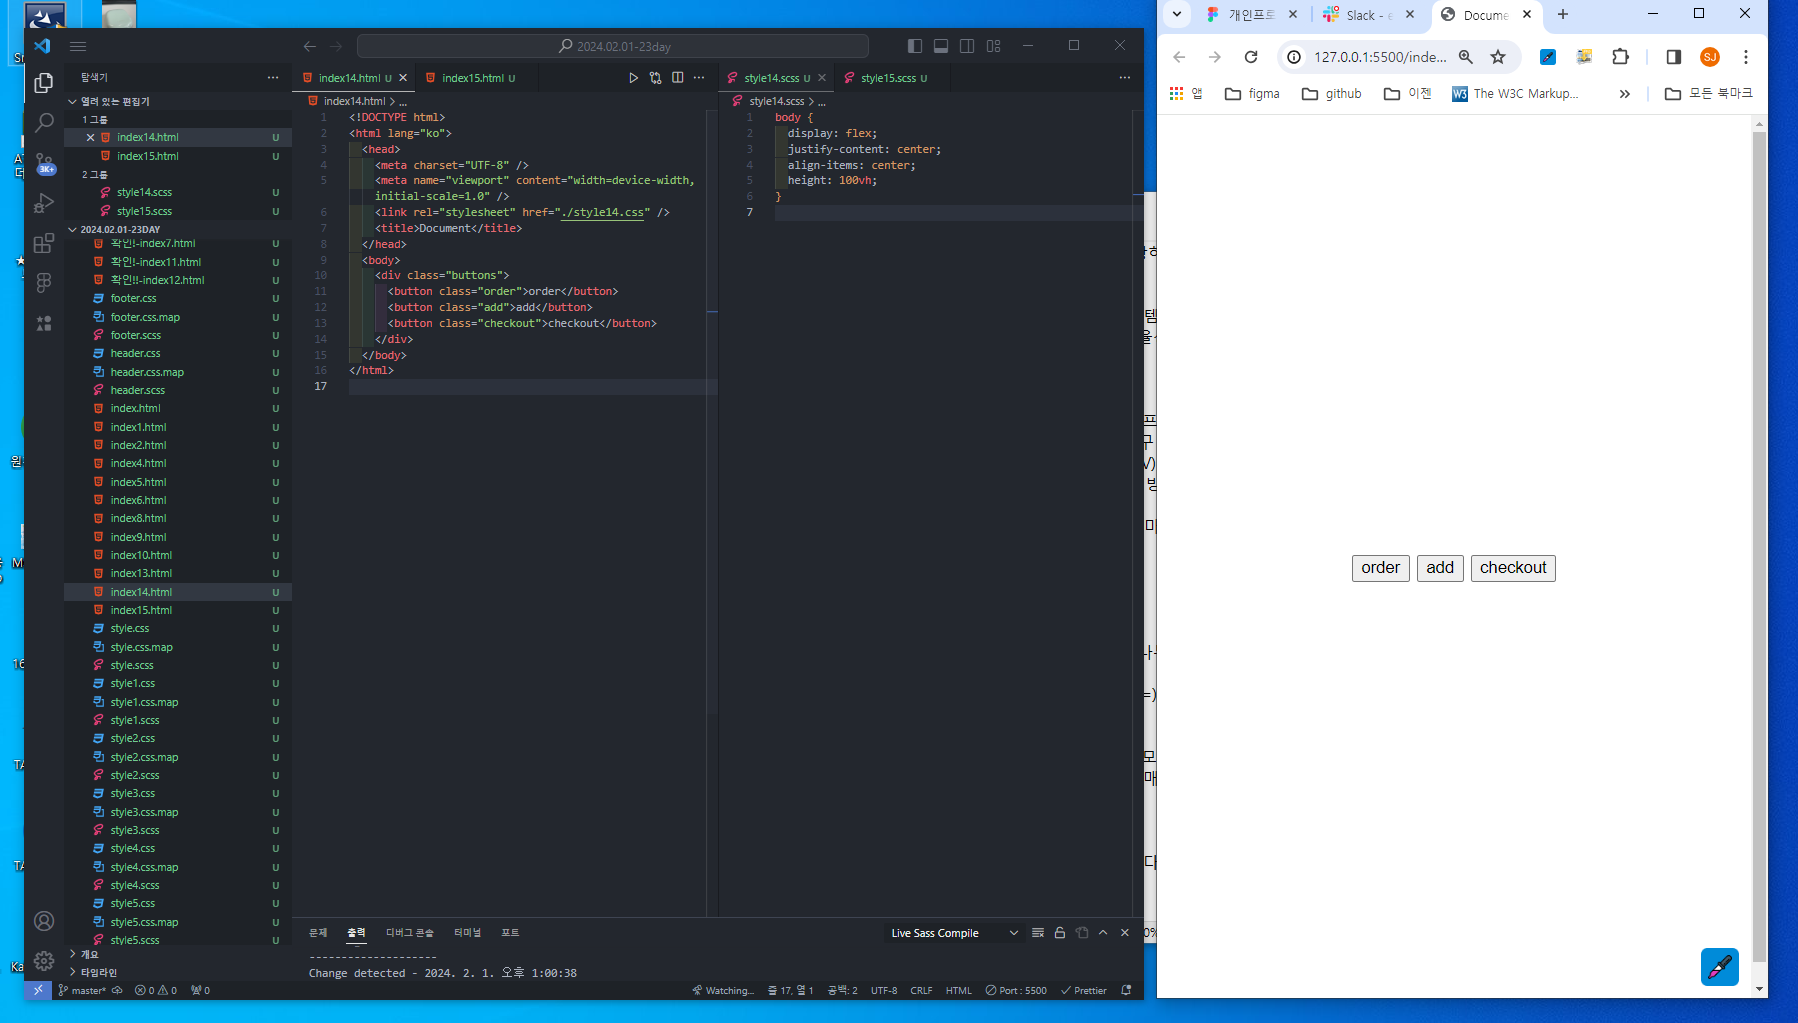 2024.02.01-23day
탐색기
열려 있는 편집기
1 그룹
index14.html U
index15.html U
2 그룹
style14.scss U
style15.scss U
2024.02.01-23DAY
확인!-index7.html U
확인!-index11.html U
확인!!-index12.html U
footer.css U
footer.css.map U
footer.scss U
header.css U
header.css.map U
header.scss U
index.html U
index1.html U
index2.html U
index4.html U
index5.html U
index6.html U
index8.html U
index9.html U
index10.html U
index13.html U
index14.html U
index15.html U
style.css U
style.css.map U
style.scss U
style1.css U
style1.css.map U
style1.scss U
style2.css U
style2.css.map U
style2.scss U
style3.css U
style3.css.map U
style3.scss U
style4.css U
style4.css.map U
style4.scss U
style5.css U
style5.css.map U
style5.scss U
개요
타임라인
3K+
index14.html U index15.html U
index14.html > ...
1 <!DOCTYPE html>
2 <html lang="ko">
3 <head>
4 <meta charset="UTF-8" />
5 <meta name="viewport" content="width=device-width,
initial-scale=1.0" />
6 <link rel="stylesheet" href="./style14.css" />
7 <title>Document</title>
8 </head>
9 <body>
10 <div class="buttons">
11 <button class="order">order</button>
12 <button class="add">add</button>
13 <button class="checkout">checkout</button>
14 </div>
15 </body>
16 </html>
17
style14.scss U style15.scss U
style14.scss > ...
1 body {
2 display: flex;
3 justify-content: center;
4 align-items: center;
5 height: 100vh;
6 }
7
문제 출력 디버그 콘솔 터미널 포트
Live Sass Compile
--------------------
Change detected - 2024. 2. 1. 오후 1:00:38
master* 0 0 0
Watching... 줄 17, 열 1 공백: 2 UTF-8 CRLF HTML Port : 5500 Prettier
개인프로 Slack - Docume
127.0.0.1:5500/inde...
SJ
앱 figma github 이젠 W3 The W3C Markup... » 모든 북마크
order add checkout